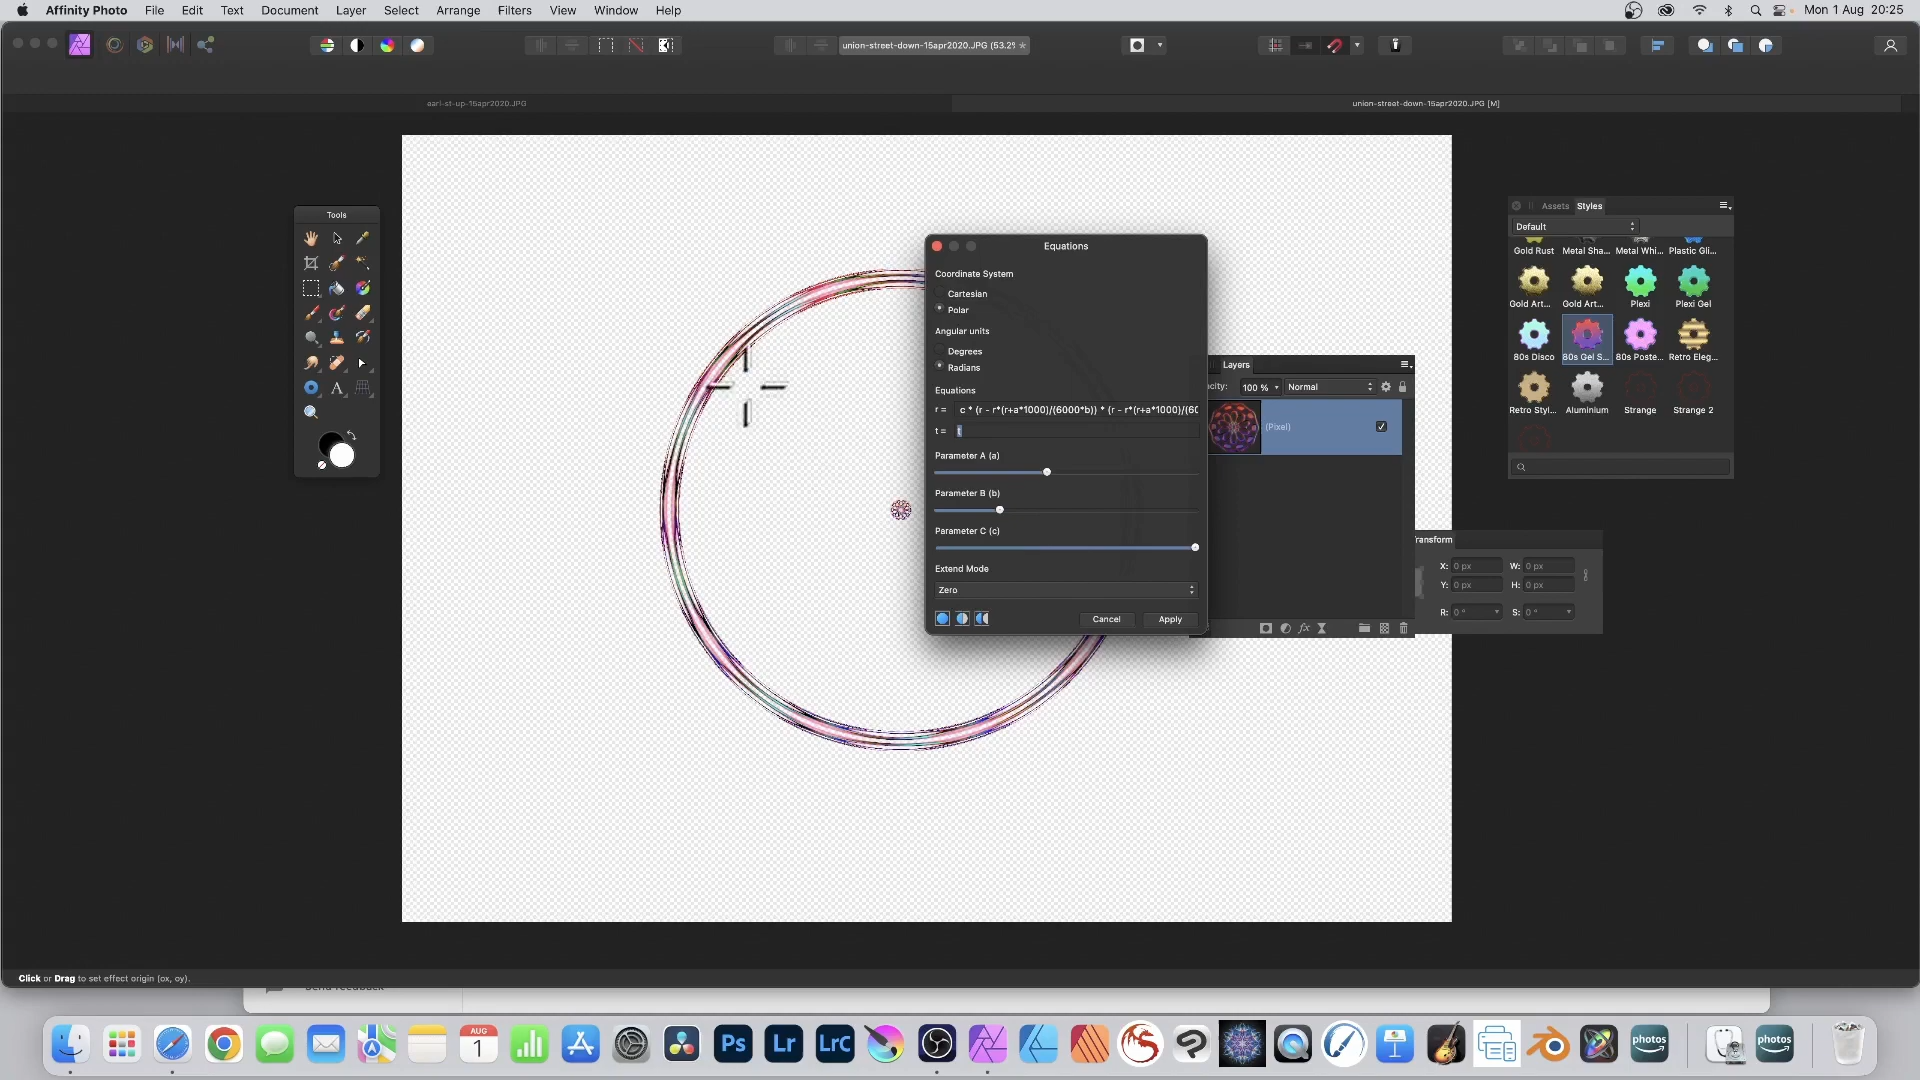 Affinity Photo File Edit Text Document Layer Select Arrange Filters View Window Help Mon 1 Aug 20:25
union-street-down-15apr2020.JPG (53.2%
earl-st-up-15apr2020.JPG union-street-down-15apr2020.JPG [M]
Tools
Equations
Coordinate System
Cartesian
Polar
Angular units
Degrees
Radians
Equations
r = c * (r - r*(r+a*1000)/(6000*b)) * (r - r*(r+a*1000)/(60
t = t
Parameter A (a)
Parameter B (b)
Parameter C (c)
Extend Mode
Zero
Cancel Apply
Layers
acity: 100 % Normal
(Pixel)
Assets Styles
Default
Gold Rust Metal Sha... Metal Whi... Plastic Gli...
Gold Art... Gold Art... Plexi Plexi Gel
80s Disco 80s Gel S... 80s Poste... Retro Eleg...
Retro Styl... Aluminium Strange Strange 2
Transform
X: 0 px W: 0 px
Y: 0 px H: 0 px
R: 0 ° S: 0 °
Click or Drag to set effect origin (ox, oy).
Send feedback
AUG
1
Ps Lr LrC
photos photos